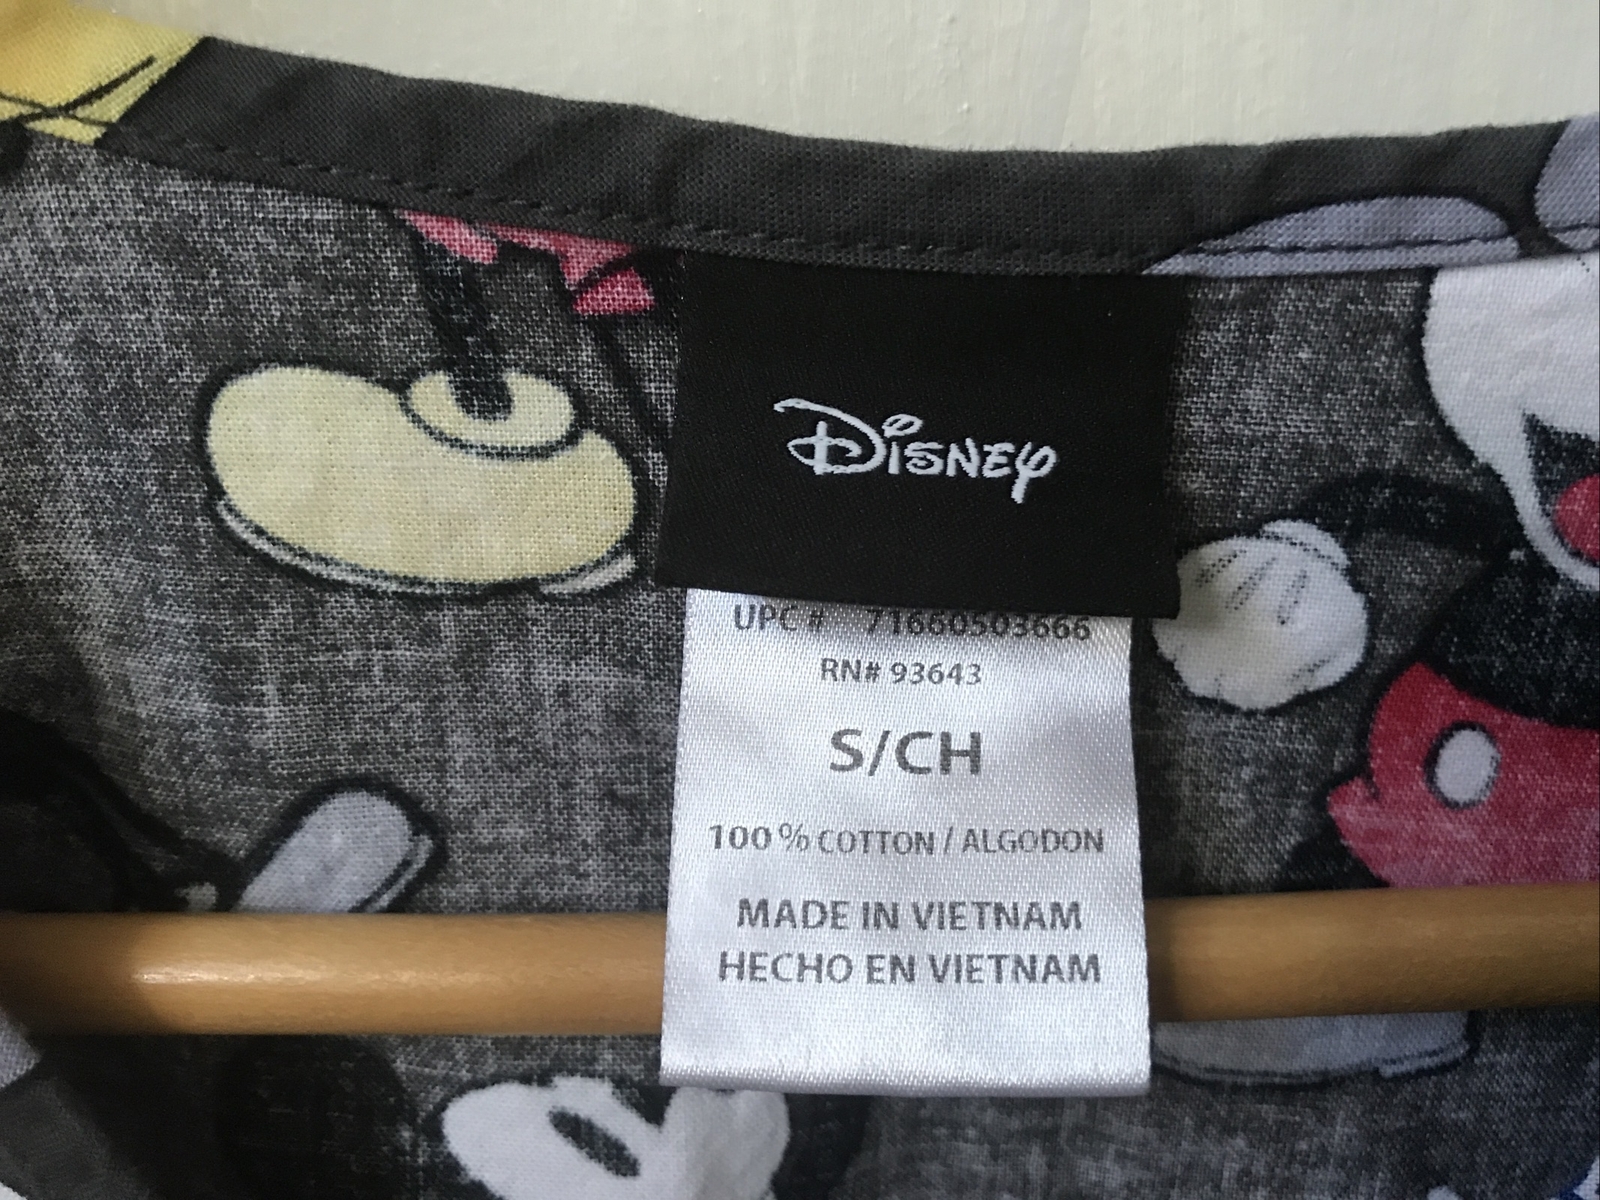 Disney
UPC # 71660503666
RN# 93643
S/CH
100% COTTON / ALGODON
MADE IN VIETNAM
HECHO EN VIETNAM